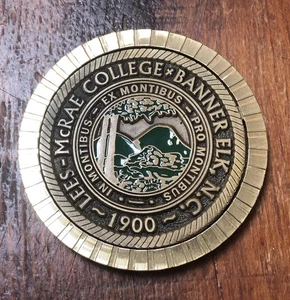 LEES-McRAE COLLEGE * BANNER ELK, N.C.
~ 1900 ~
IN MONTIBUS - EX MONTIBUS - PRO MONTIBUS